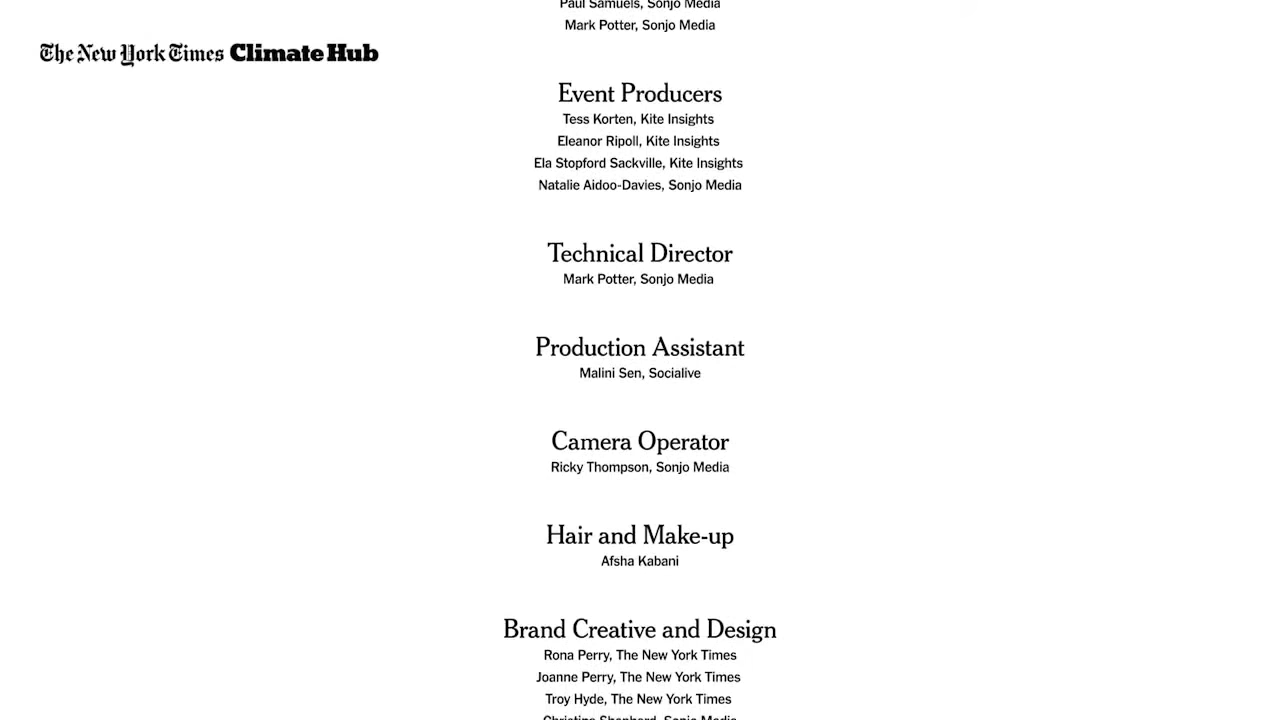 Paul Samuels, Sonjo Media
Mark Potter, Sonjo Media
The New York Times Climate Hub
Event Producers
Tess Korten, Kite Insights
Eleanor Ripoll, Kite Insights
Ela Stopford Sackville, Kite Insights
Natalie Aidoo-Davies, Sonjo Media
Technical Director
Mark Potter, Sonjo Media
Production Assistant
Malini Sen, Socialive
Camera Operator
Ricky Thompson, Sonjo Media
Hair and Make-up
Afsha Kabani
Brand Creative and Design
Rona Perry, The New York Times
Joanne Perry, The New York Times
Troy Hyde, The New York Times
Christine Shepherd, Sonjo Media